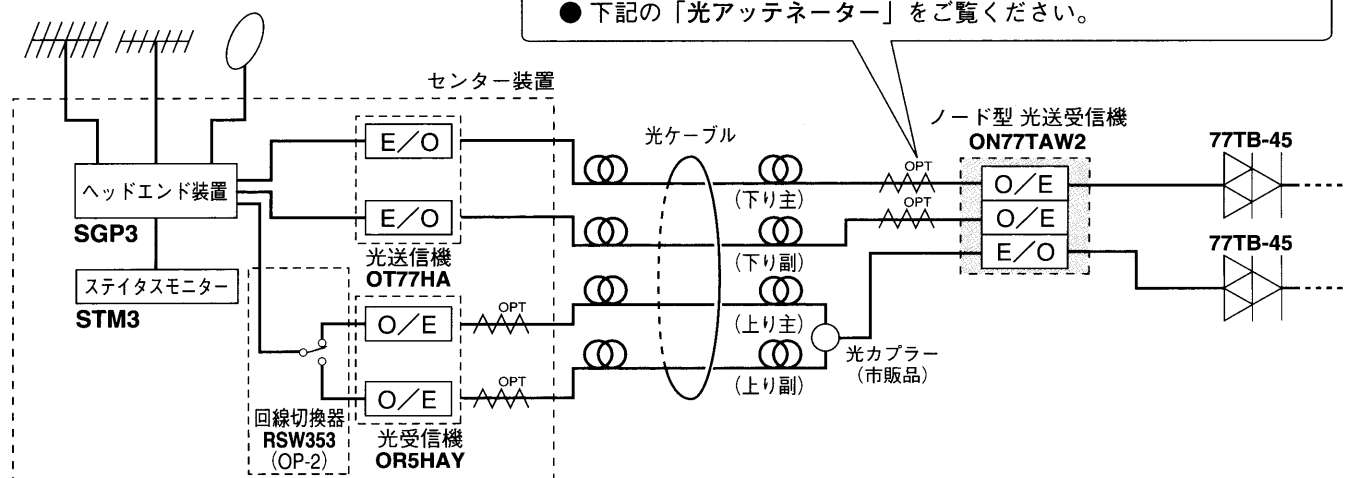 ● 下記の「光アッテネーター」をご覧ください。
センター装置
光ケーブル
ノード型 光送受信機
ON77TAW2
77TB-45
E/O
OPT
O/E
ヘッドエンド装置
(下り主)
OPT
O/E
SGP3
E/O
E/O
77TB-45
光送信機
OT77HA
(下り副)
ステイタスモニター
STM3
OPT
O/E
(上り主)
光カプラー
(市販品)
OPT
O/E
(上り副)
回線切換器
RSW353
(OP-2)
光受信機
OR5HAY